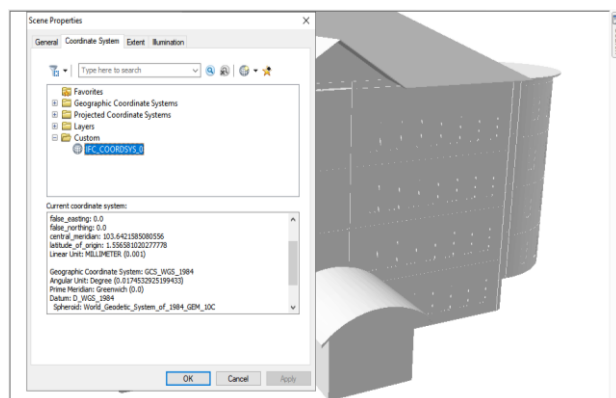 Scene Properties
General Coordinate System Extent Illumination
Type here to search
Favorites
Geographic Coordinate Systems
Projected Coordinate Systems
Layers
Custom
IFC_COORDSYS_0
Current coordinate system:
false_easting: 0.0
false_northing: 0.0
central_meridian: 103.6421585080556
latitude_of_origin: 1.556581020277778
Linear Unit: MILLIMETER (0.001)
Geographic Coordinate System: GCS_WGS_1984
Angular Unit: Degree (0.0174532925199433)
Prime Meridian: Greenwich (0.0)
Datum: D_WGS_1984
Spheroid: World_Geodetic_System_of_1984_GEM_10C
OK Cancel Apply